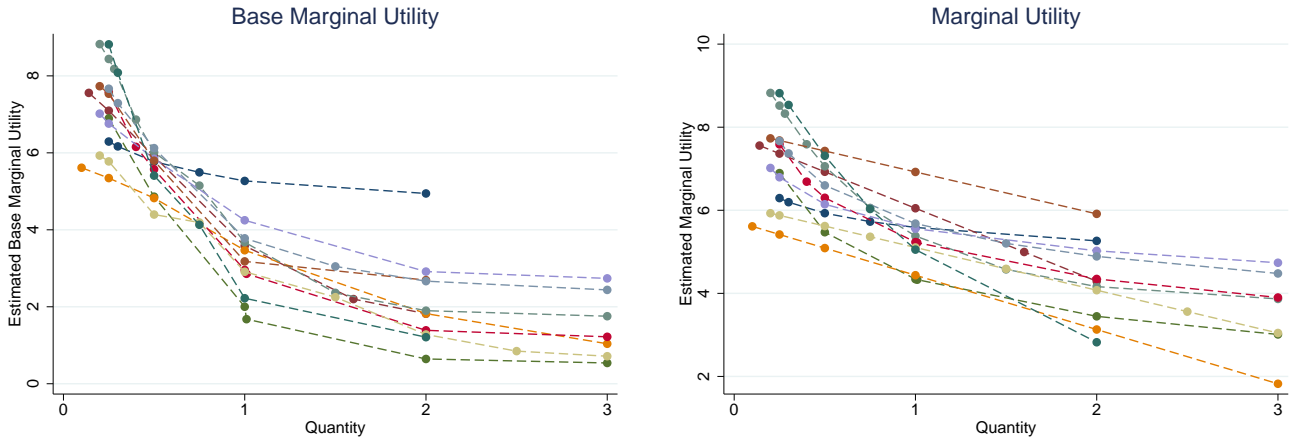 Base Marginal Utility
Estimated Base Marginal Utility
8
6
4
2
0
0 1 2 3
Quantity
Marginal Utility
Estimated Marginal Utility
10
8
6
4
2
0 1 2 3
Quantity